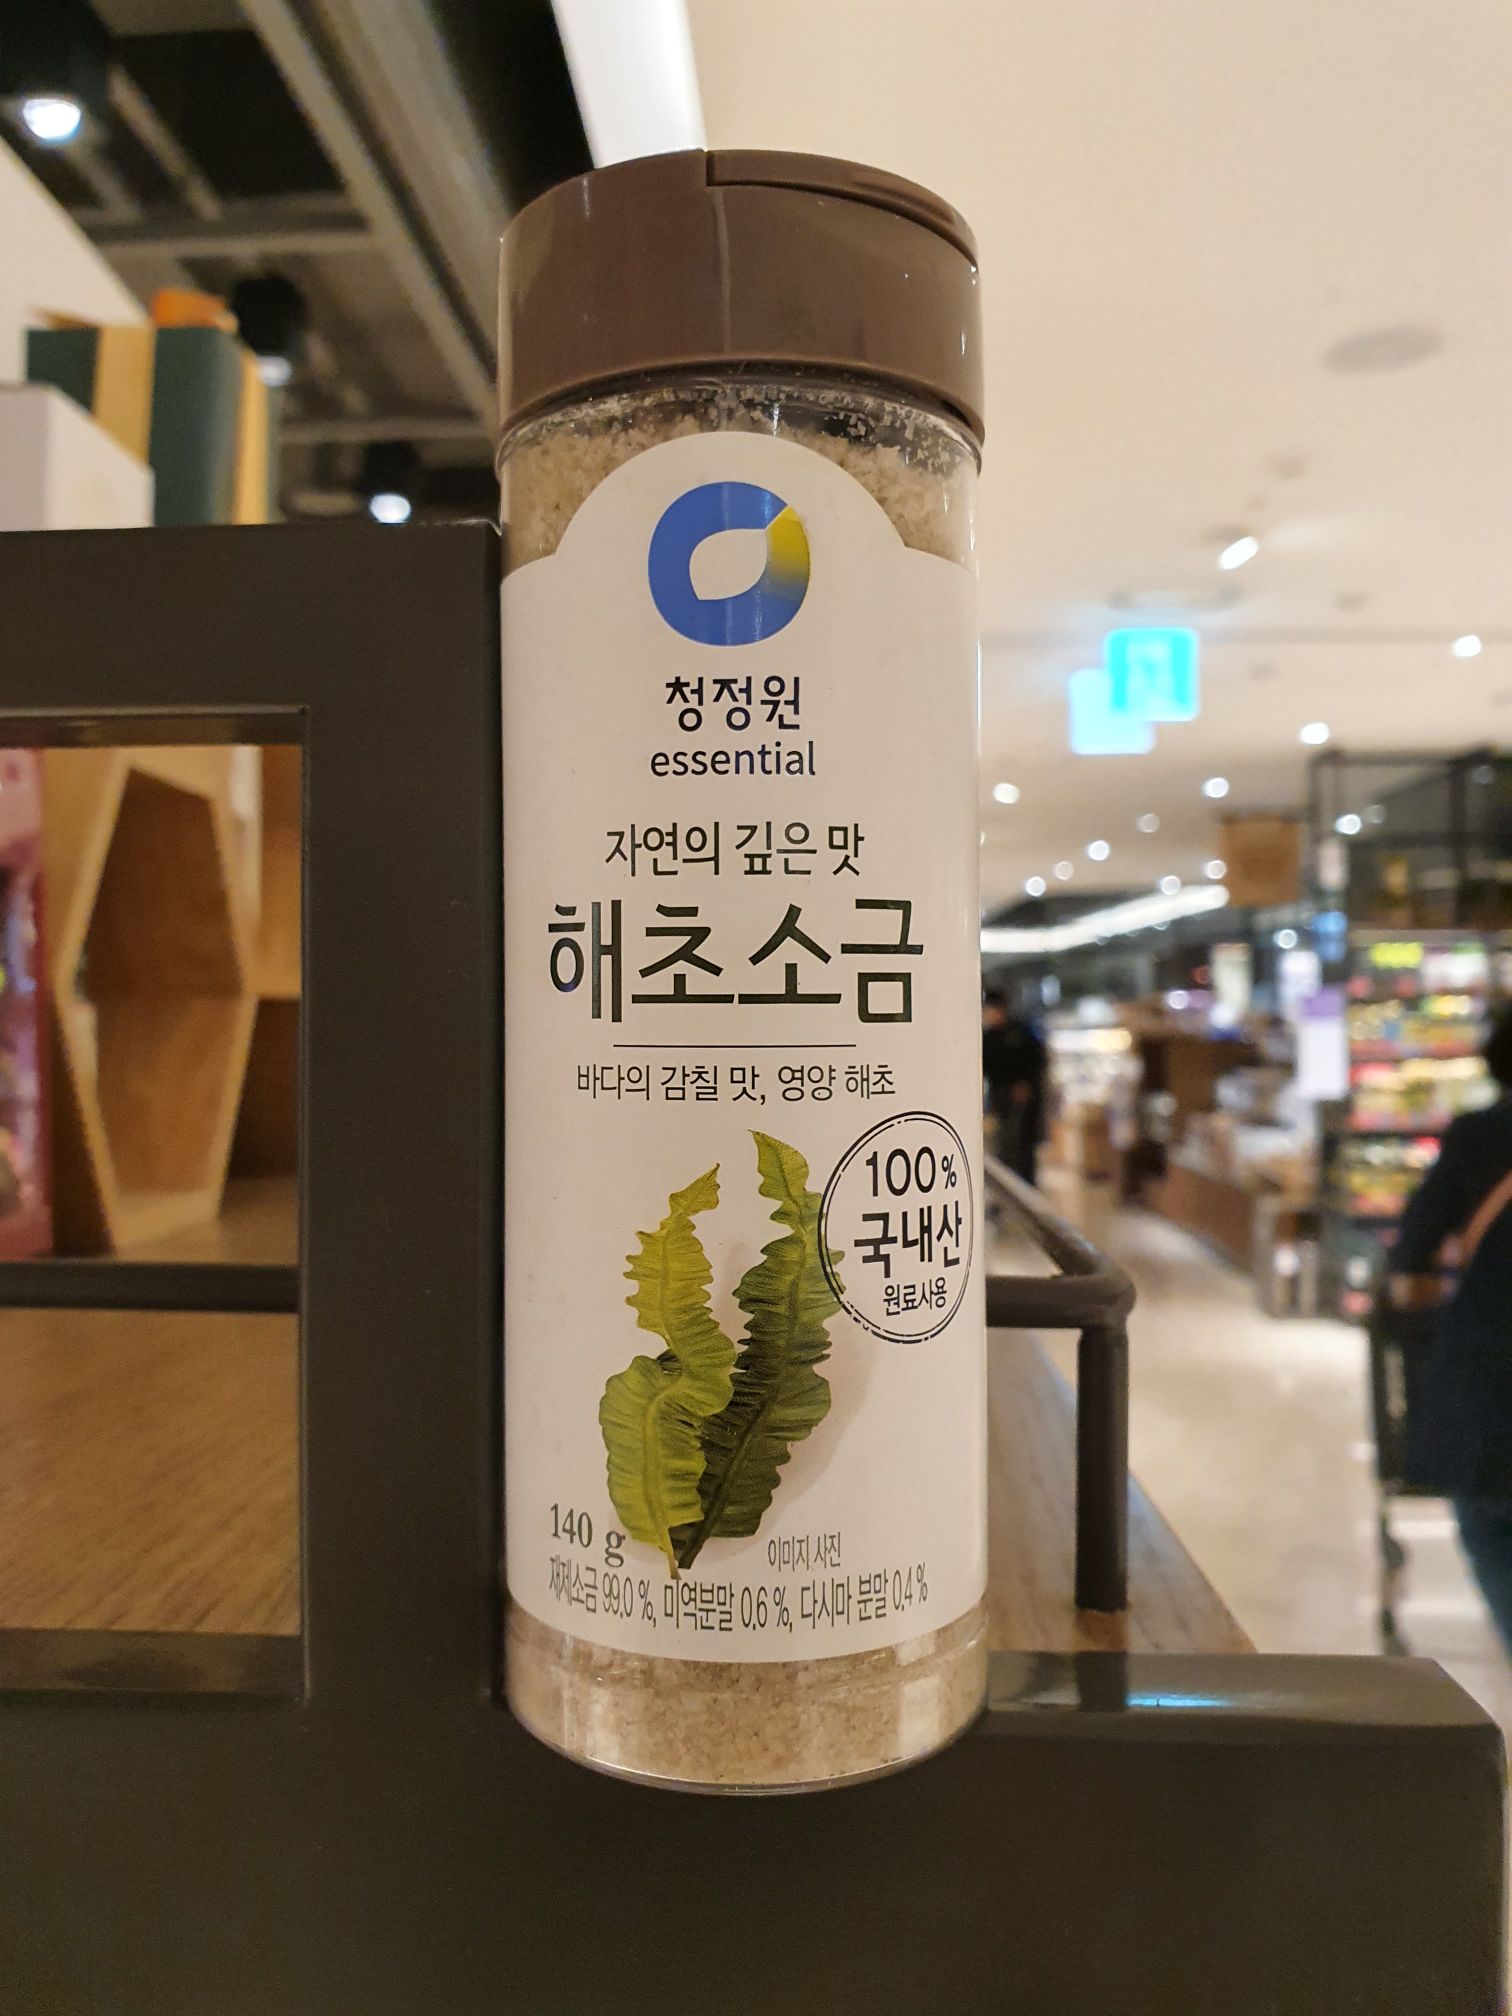 청정원
essential
자연의 깊은 맛
해초소금
바다의 감칠 맛, 영양 해초
100%
국내산
원료사용
140 g
이미지 사진
재제소금 99.0 %, 미역분말 0.6 %, 다시마 분말 0.4 %